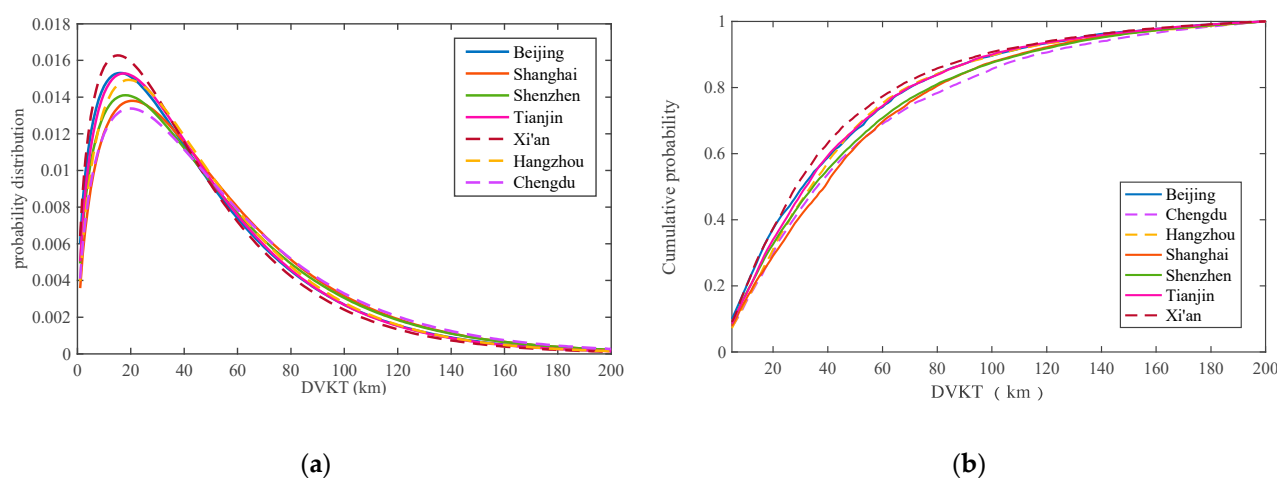 0.018
0.016
0.014
0.012
0.01
0.008
0.006
0.004
0.002
0
probability distribution
0 20 40 60 80 100 120 140 160 180 200
DVKT (km)
Beijing
Shanghai
Shenzhen
Tianjin
Xi'an
Hangzhou
Chengdu
(a)
1
0.8
0.6
0.4
0.2
0
Cumulative probability
20 40 60 80 100 120 140 160 180 200
DVKT ( km )
Beijing
Chengdu
Hangzhou
Shanghai
Shenzhen
Tianjin
Xi'an
(b)